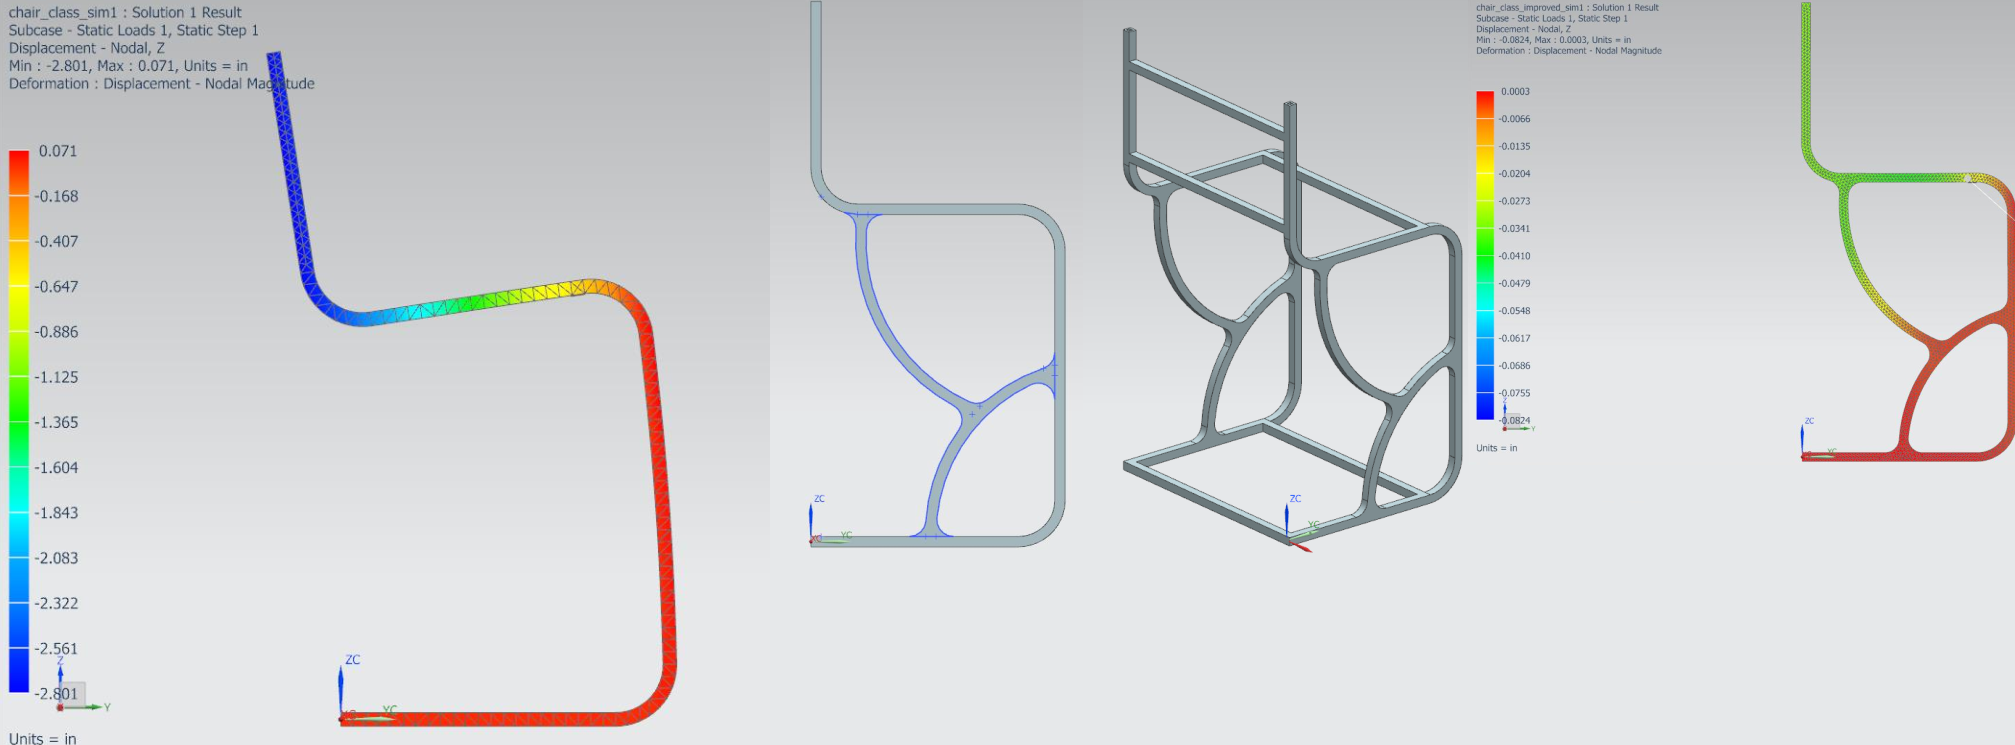 chair_class_sim1 : Solution 1 Result
Subcase - Static Loads 1, Static Step 1
Displacement - Nodal, Z
Min : -2.801, Max : 0.071, Units = in
Deformation : Displacement - Nodal Magnitude
0.071
-0.168
-0.407
-0.647
-0.886
-1.125
-1.365
-1.604
-1.843
-2.083
-2.322
-2.561
-2.801
Units = in
Z
Y
ZC
XC
YC
ZC
XC
YC
ZC
YC
chair_class_improved_sim1 : Solution 1 Result
Subcase - Static Loads 1, Static Step 1
Displacement - Nodal, Z
Min : -0.0824, Max : 0.0003, Units = in
Deformation : Displacement - Nodal Magnitude
0.0003
-0.0066
-0.0135
-0.0204
-0.0273
-0.0341
-0.0410
-0.0479
-0.0548
-0.0617
-0.0686
-0.0755
-0.0824
Z
Y
Units = in
ZC
YC